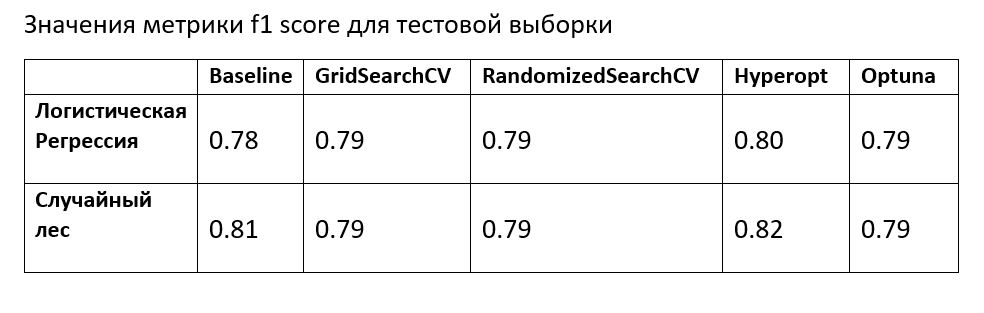 Значения метрики f1 score для тестовой выборки
Baseline GridSearchCV RandomizedSearchCV Hyperopt Optuna
Логистическая
Регрессия 0.78 0.79 0.79 0.80 0.79
Случайный
лес 0.81 0.79 0.79 0.82 0.79